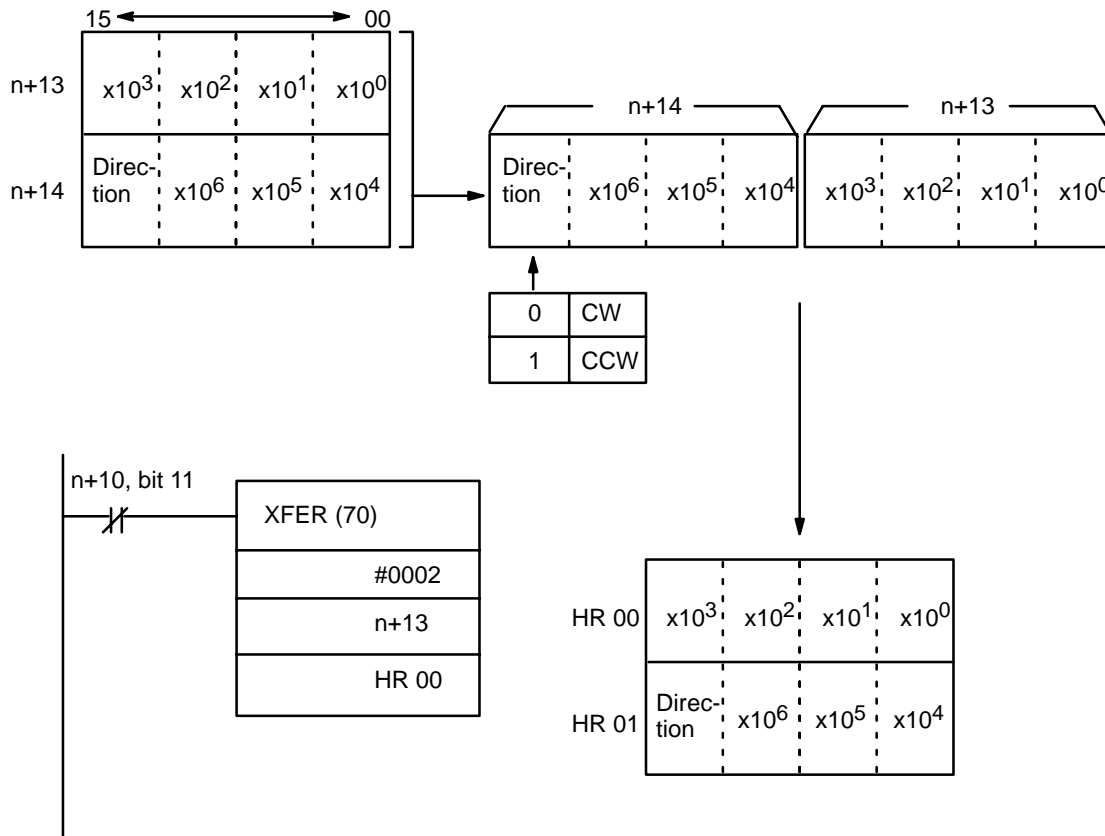 15 00
n+13 x10³ x10² x10¹ x10⁰
n+14 Direc-
tion x10⁶ x10⁵ x10⁴
n+14 n+13
Direc-
tion x10⁶ x10⁵ x10⁴ x10³ x10² x10¹ x10⁰
0 CW
1 CCW
n+10, bit 11
XFER (70)
#0002
n+13
HR 00
HR 00 x10³ x10² x10¹ x10⁰
HR 01 Direc-
tion x10⁶ x10⁵ x10⁴